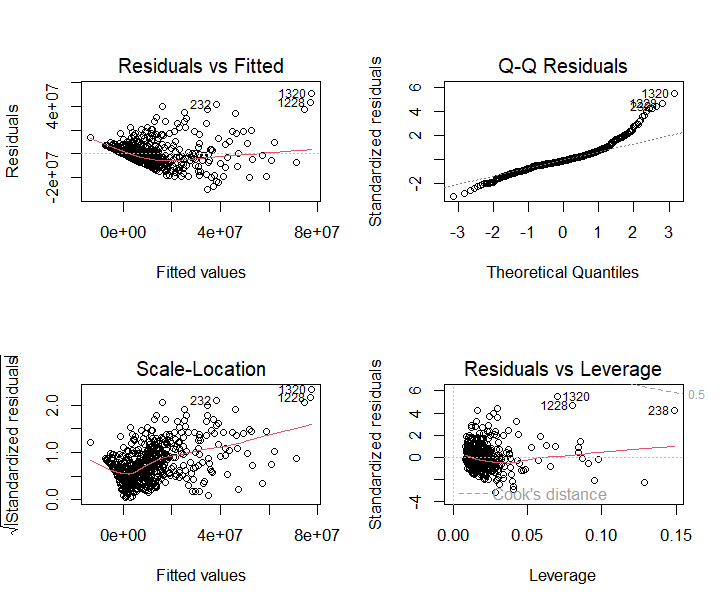 Residuals vs Fitted
Residuals
-2e+07
4e+07
232
1320
1228
0e+00
4e+07
8e+07
Fitted values
Q-Q Residuals
Standardized residuals
-2
2
4
6
1320
1228
-3
-2
-1
0
1
2
3
Theoretical Quantiles
Scale-Location
√|Standardized residuals|
0.0
1.0
2.0
232
1320
1228
0e+00
4e+07
8e+07
Fitted values
Residuals vs Leverage
Standardized residuals
-4
0
2
4
6
1320
1228
238
0.5
Cook's distance
0.00
0.05
0.10
0.15
Leverage